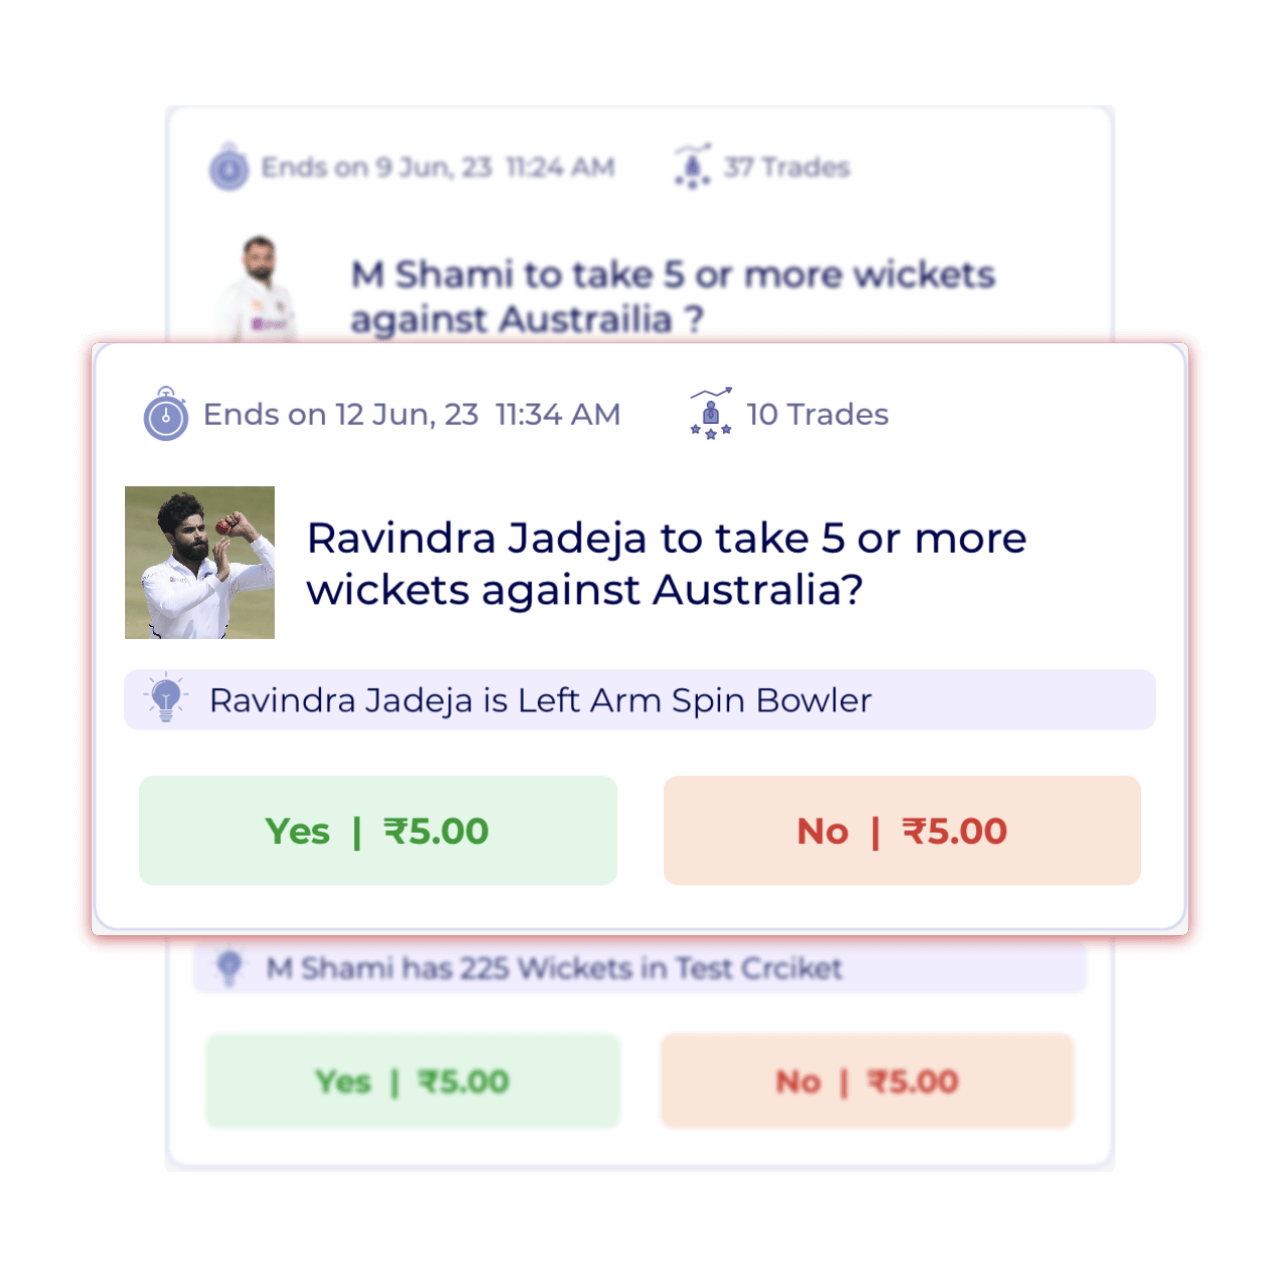 Ends on 9 Jun, 23 11:24 AM
37 Trades
M Shami to take 5 or more wickets
against Austrailia ?
Ends on 12 Jun, 23 11:34 AM
10 Trades
Ravindra Jadeja to take 5 or more
wickets against Australia?
Ravindra Jadeja is Left Arm Spin Bowler
Yes | ₹5.00
No | ₹5.00
M Shami has 225 Wickets in Test Crciket
Yes | ₹5.00
No | ₹5.00